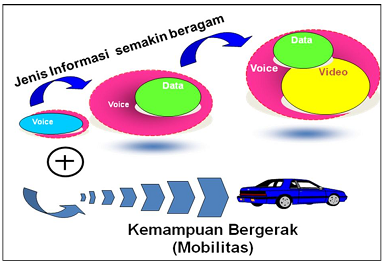 Jenis Informasi semakin beragam
Voice
Voice
Data
Voice
Data
Video
Kemampuan Bergerak
(Mobilitas)